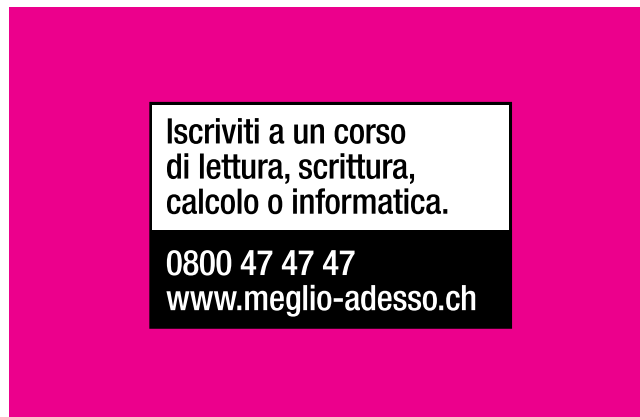 Iscriviti a un corso
di lettura, scrittura,
calcolo o informatica.
0800 47 47 47
www.meglio-adesso.ch